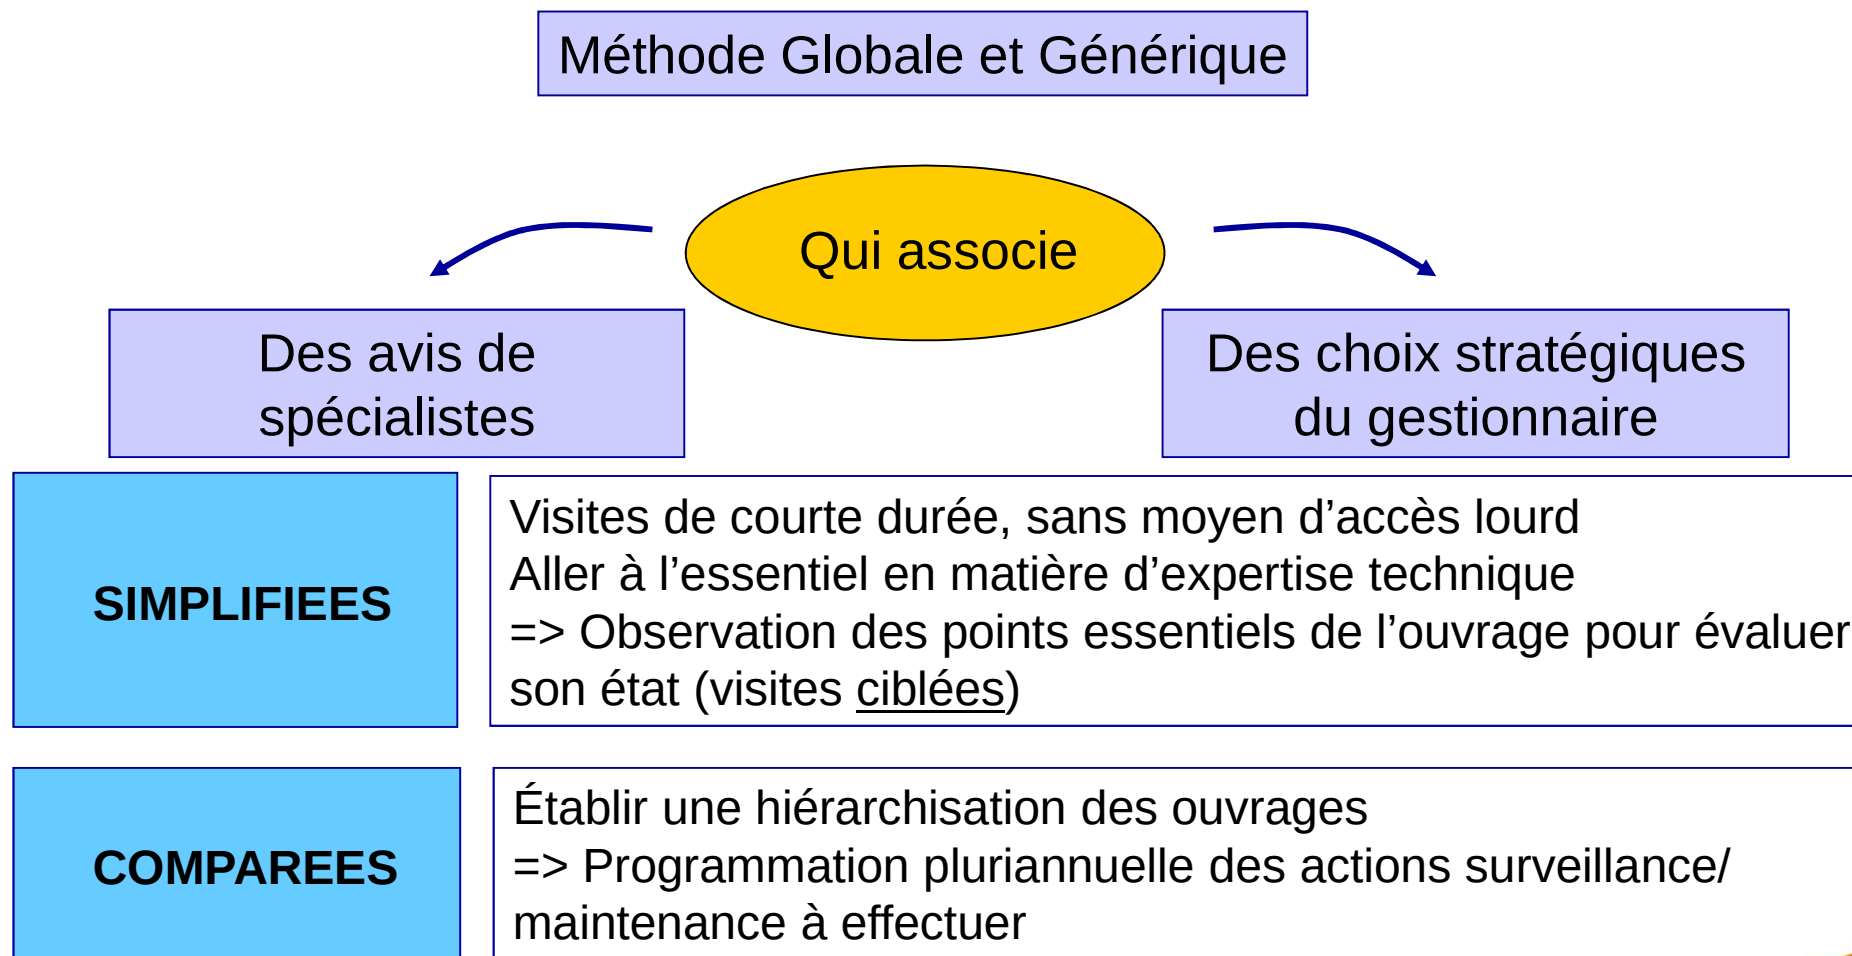 Méthode Globale et Générique
Qui associe
Des avis de
spécialistes
Des choix stratégiques
du gestionnaire
SIMPLIFIEES
Visites de courte durée, sans moyen d’accès lourd
Aller à l’essentiel en matière d’expertise technique
=> Observation des points essentiels de l’ouvrage pour évaluer
son état (visites ciblées)
COMPAREES
Établir une hiérarchisation des ouvrages
=> Programmation pluriannuelle des actions surveillance/
maintenance à effectuer